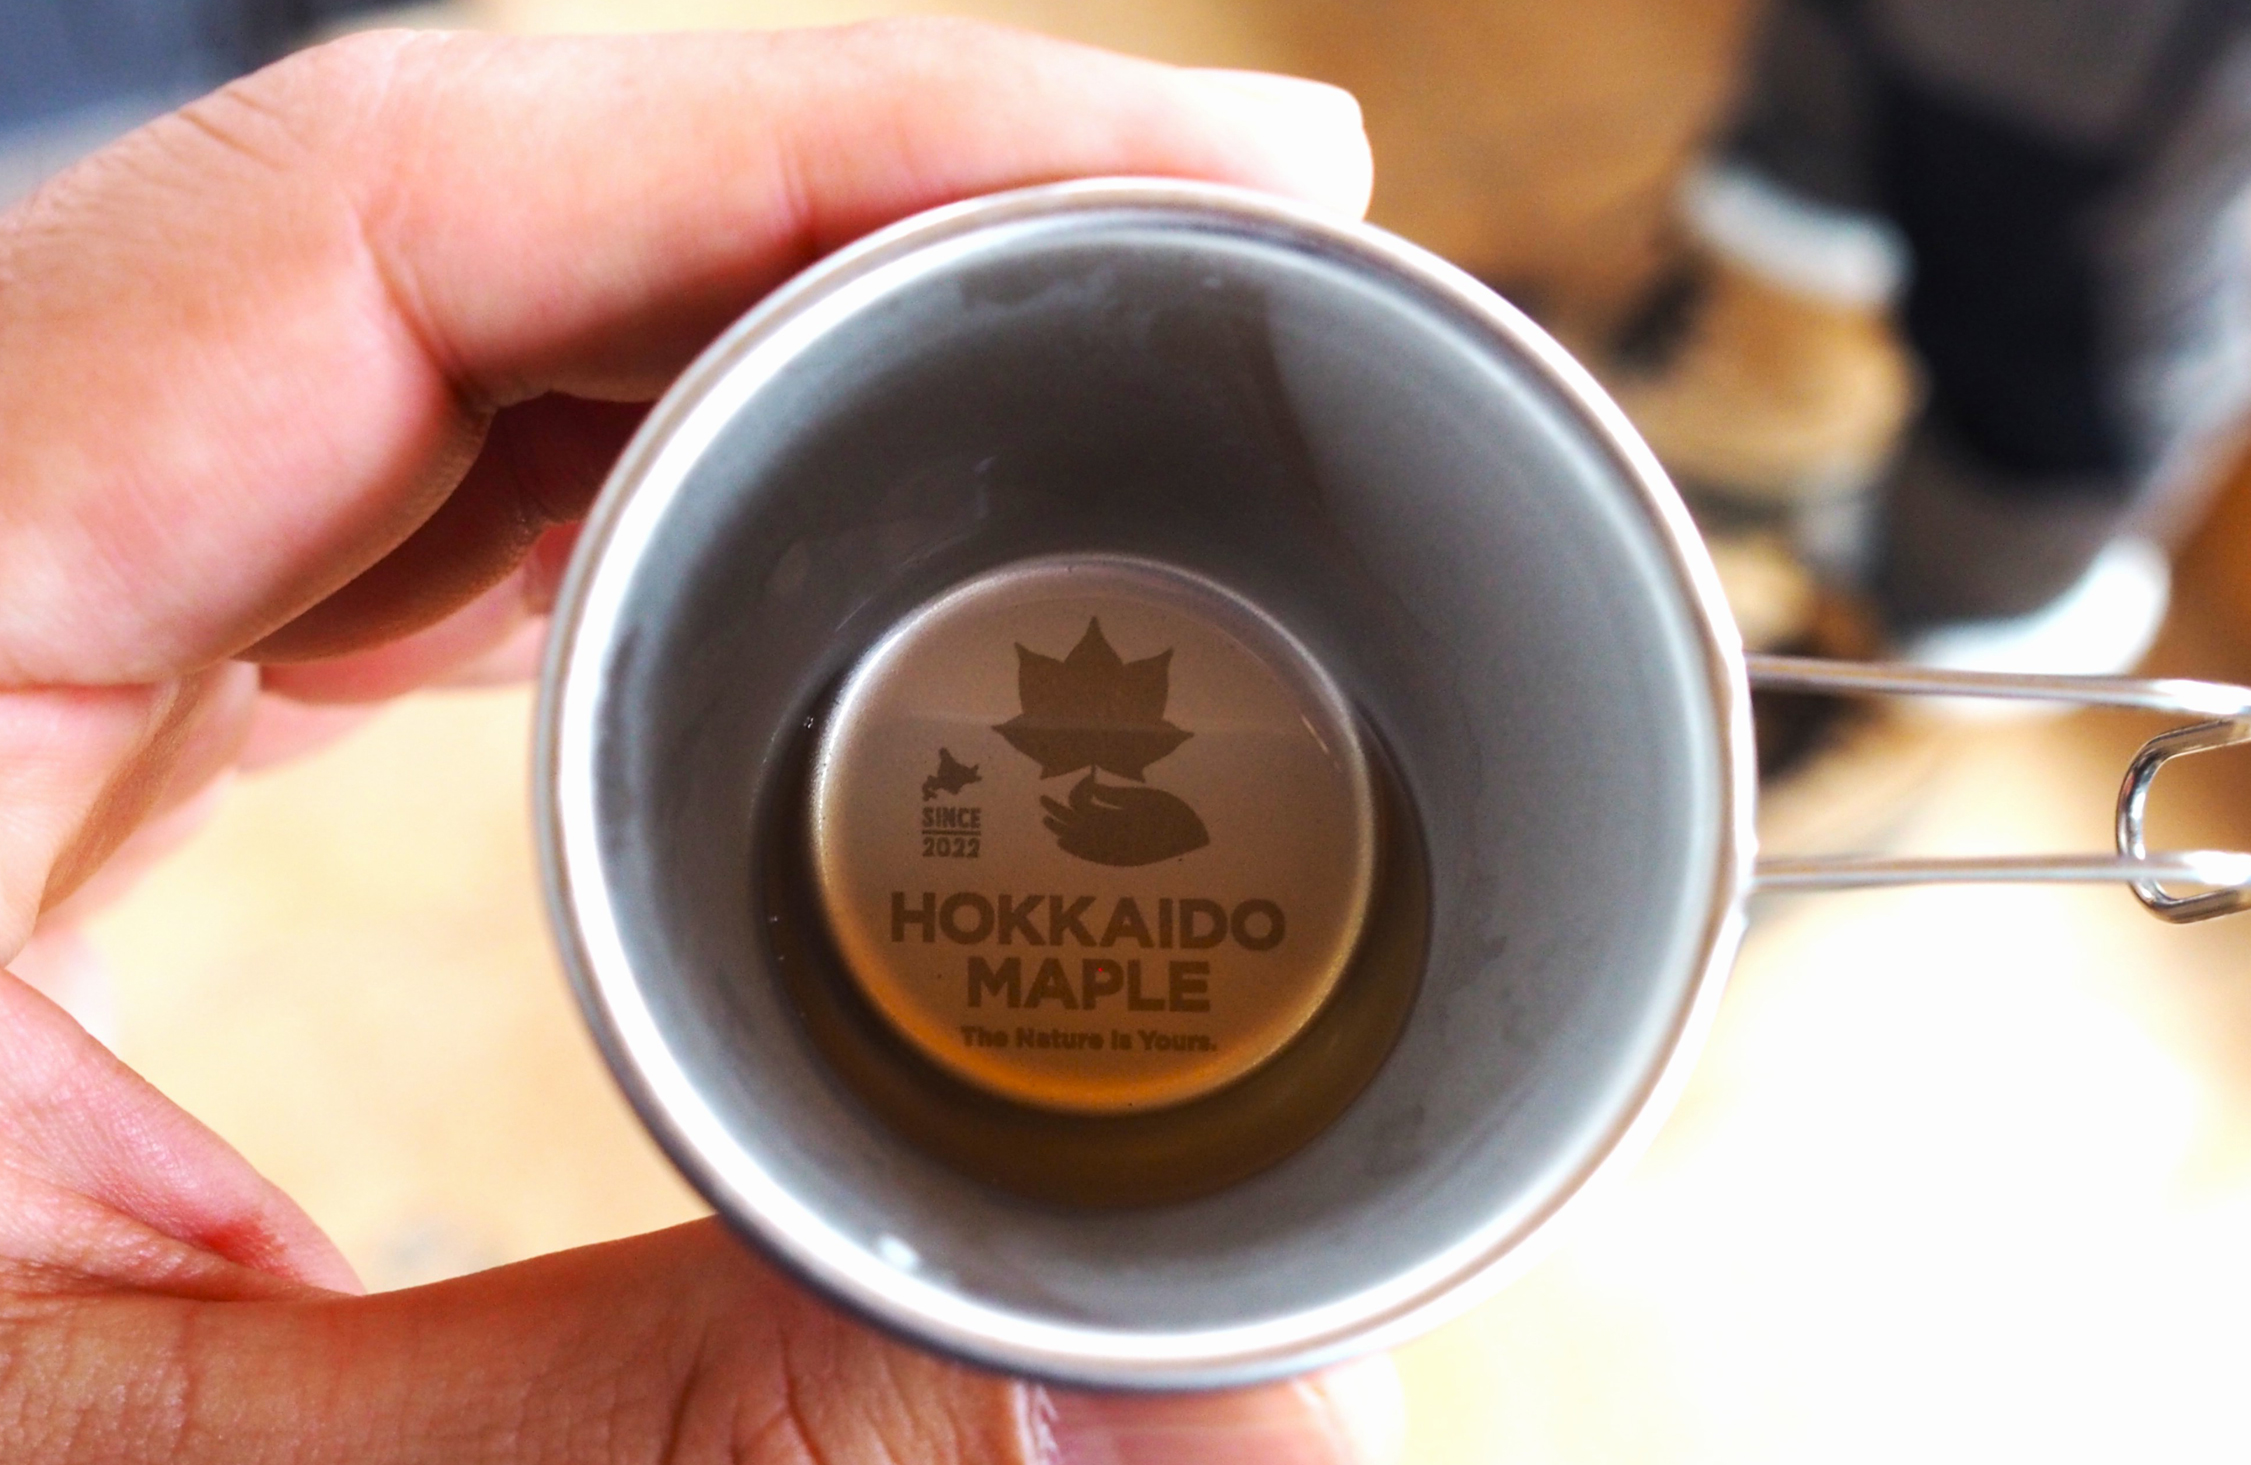 SINCE
2022
HOKKAIDO
MAPLE
The Nature is Yours.